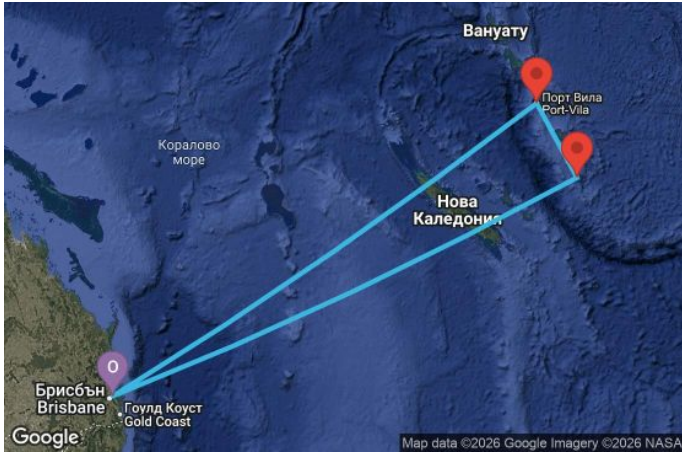 Вануату
Порт Вила
Port-Vila
Коралово
море
Нова
Каледония
O
Брисбън
Brisbane
Гоулд Коуст
Gold Coast
Google
Map data ©2026 Google Imagery ©2026 NASA